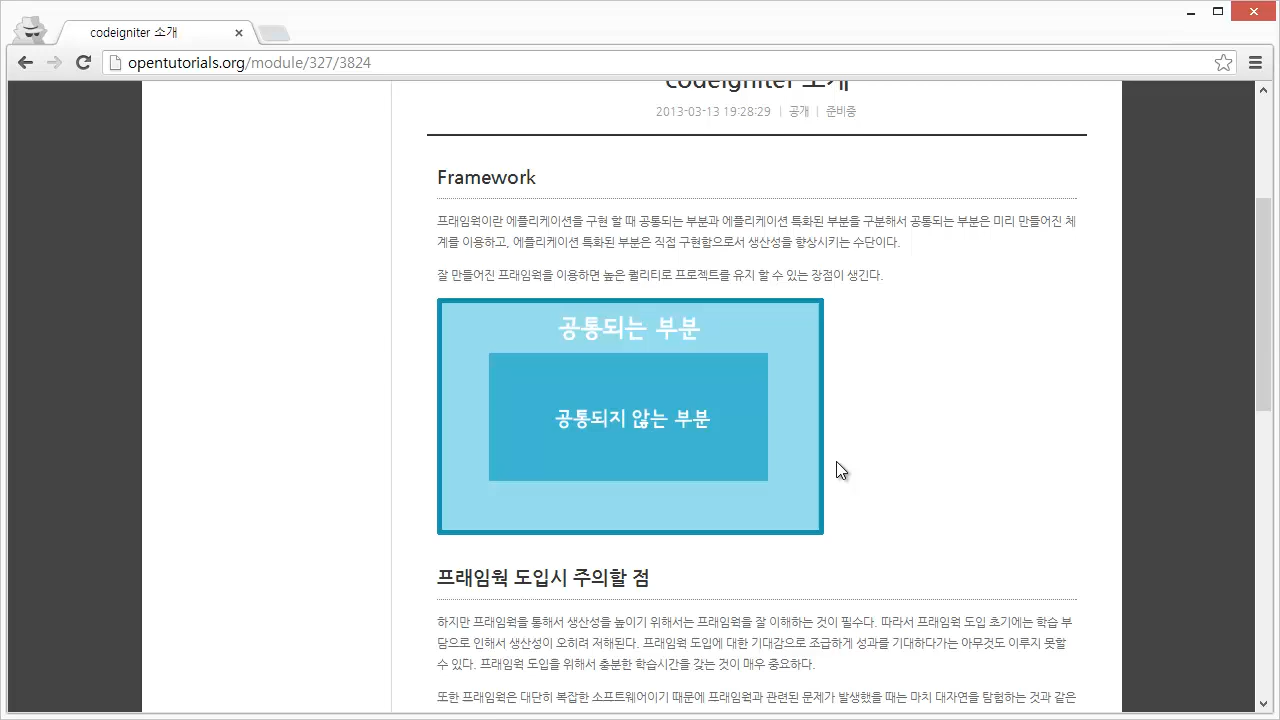 codeigniter 소개
opentutorials.org/module/327/3824
codeigniter 소개
2013-03-13 19:28:29 | 공개 | 준비중
Framework
프래임웍이란 에플리케이션을 구현 할 때 공통되는 부분과 에플리케이션 특화된 부분을 구분해서 공통되는 부분은 미리 만들어진 체
계를 이용하고, 에플리케이션 특화된 부분은 직접 구현함으로서 생산성을 향상시키는 수단이다.
잘 만들어진 프래임웍을 이용하면 높은 퀄리티로 프로젝트를 유지 할 수 있는 장점이 생긴다.
공통되는 부분
공통되지 않는 부분
프래임웍 도입시 주의할 점
하지만 프래임웍을 통해서 생산성을 높이기 위해서는 프래임웍을 잘 이해하는 것이 필수다. 따라서 프래임웍 도입 초기에는 학습 부
담으로 인해서 생산성이 오히려 저해된다. 프래임웍 도입에 대한 기대감으로 조급하게 성과를 기대하다가는 아무것도 이루지 못할
수 있다. 프래임웍 도입을 위해서 충분한 학습시간을 갖는 것이 매우 중요하다.
또한 프래임웍은 대단히 복잡한 소프트웨어이기 때문에 프래임웍과 관련된 문제가 발생했을 때는 마치 대자연을 탐험하는 것과 같은